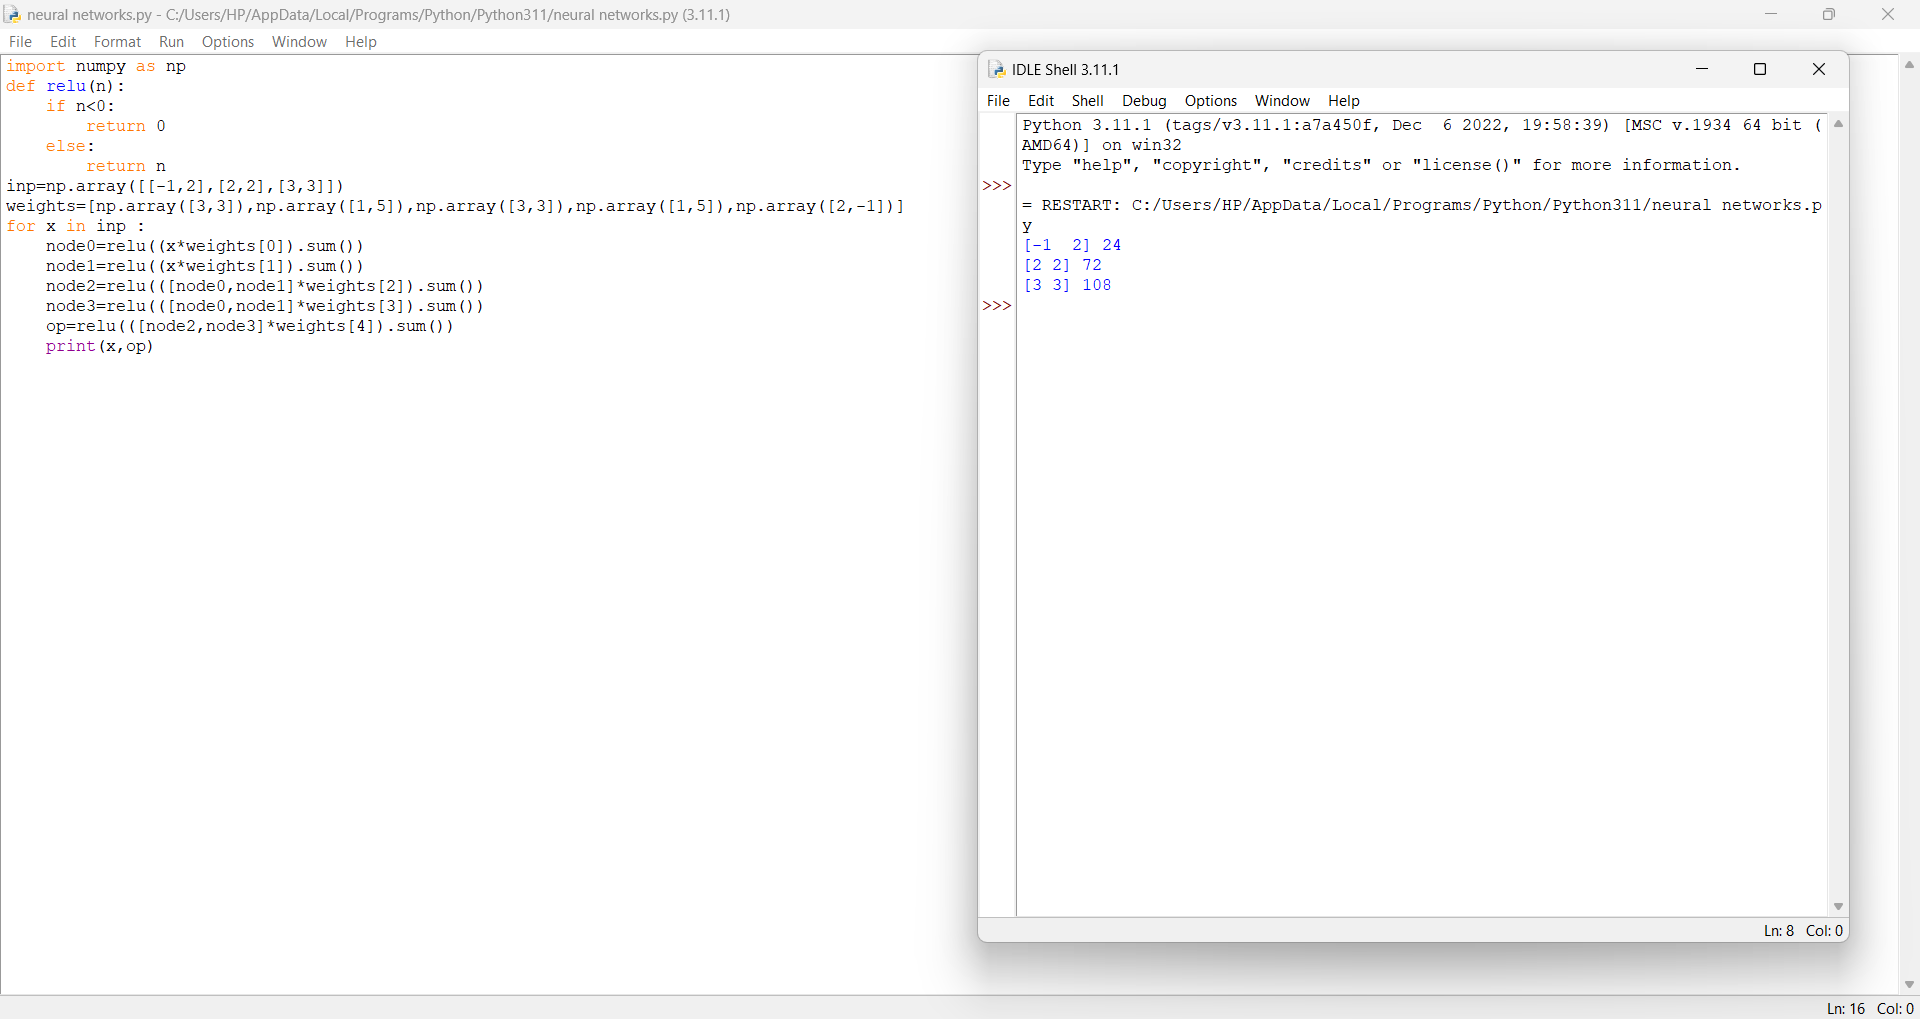 neural networks.py - C:/Users/HP/AppData/Local/Programs/Python/Python311/neural networks.py (3.11.1)
File Edit Format Run Options Window Help
import numpy as np
def relu(n):
    if n<0:
        return 0
    else:
        return n
inp=np.array([[-1,2],[2,2],[3,3]])
weights=[np.array([3,3]),np.array([1,5]),np.array([3,3]),np.array([1,5]),np.array([2,-1])]
for x in inp :
    node0=relu((x*weights[0]).sum())
    node1=relu((x*weights[1]).sum())
    node2=relu(([node0,node1]*weights[2]).sum())
    node3=relu(([node0,node1]*weights[3]).sum())
    op=relu(([node2,node3]*weights[4]).sum())
    print(x,op)
IDLE Shell 3.11.1
File Edit Shell Debug Options Window Help
Python 3.11.1 (tags/v3.11.1:a7a450f, Dec  6 2022, 19:58:39) [MSC v.1934 64 bit (
AMD64)] on win32
Type "help", "copyright", "credits" or "license()" for more information.
>>>
= RESTART: C:/Users/HP/AppData/Local/Programs/Python/Python311/neural networks.p
y
[-1  2] 24
[2 2] 72
[3 3] 108
>>>
Ln: 8 Col: 0
Ln: 16 Col: 0